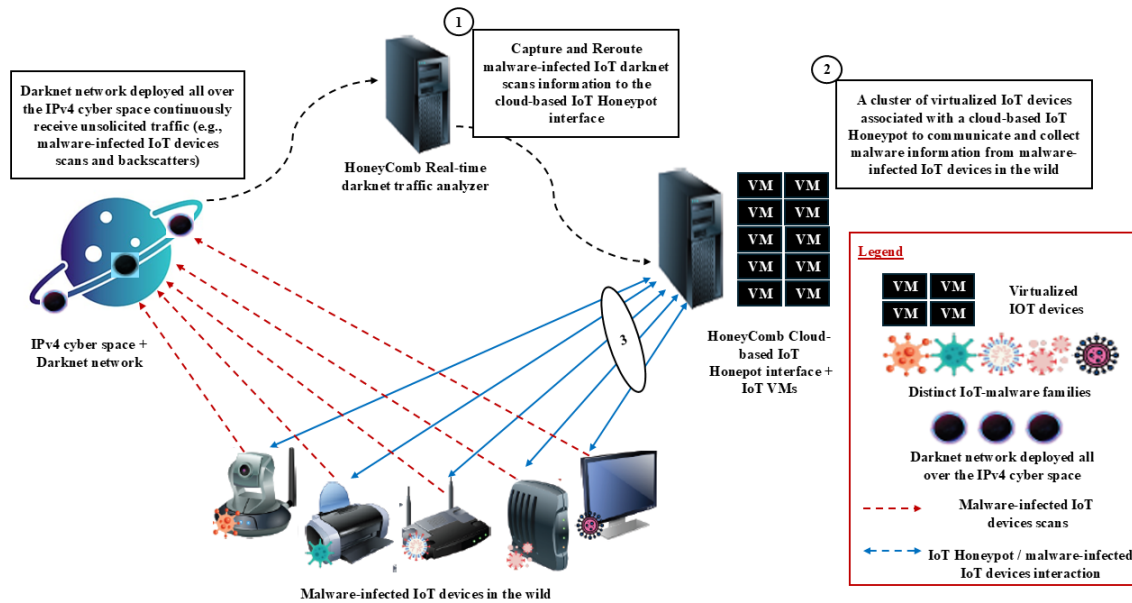 1
Capture and Reroute
malware-infected IoT darknet
scans information to the
cloud-based IoT Honeypot
interface
2
A cluster of virtualized IoT devices
associated with a cloud-based IoT
Honeypot to communicate and collect
malware information from malware-
infected IoT devices in the wild
Darknet network deployed all over
the IPv4 cyber space continuously
receive unsolicited traffic (e.g.,
malware-infected IoT devices
scans and backscatters)
HoneyComb Real-time
darknet traffic analyzer
VM VM
VM VM
VM VM
VM VM
VM VM
IPv4 cyber space +
Darknet network
3
HoneyComb Cloud-
based IoT
Honepot interface +
IoT VMs
Malware-infected IoT devices in the wild
Legend
VM VM
VM VM
Virtualized
IOT devices
Distinct IoT-malware families
Darknet network deployed all
over the IPv4 cyber space
Malware-infected IoT
devices scans
IoT Honeypot / malware-infected
IoT devices interaction